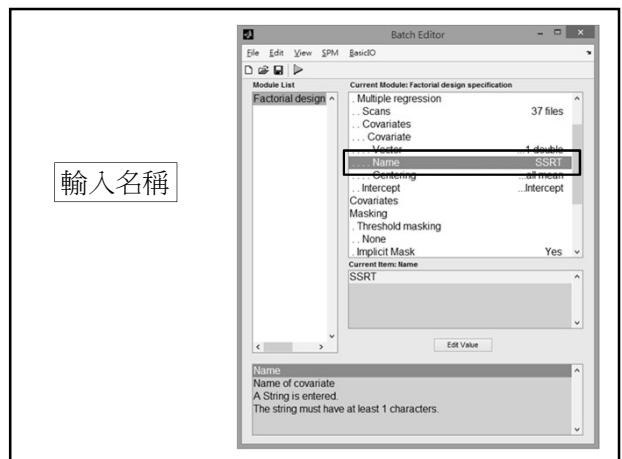 輸入名稱
Batch Editor
File Edit View SPM BasicIO
Module List
Factorial design
Current Module: Factorial design specification
. Multiple regression
. . Scans 37 files
. . Covariates
. . . Covariate
. . . . Vector ...1 double
. . . . Name SSRT
. . . . Centering ...all mean
. . Intercept ...Intercept
Covariates
Masking
. Threshold masking
. . None
. Implicit Mask Yes
Current Item: Name
SSRT
Edit Value
Name
Name of covariate
A String is entered.
The string must have at least 1 characters.